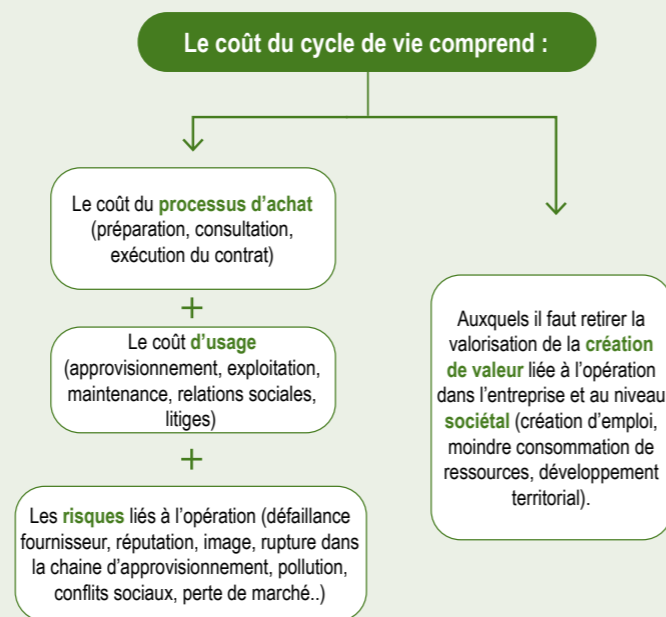 Le coût du cycle de vie comprend :
Le coût du processus d'achat
(préparation, consultation,
exécution du contrat)
+
Le coût d'usage
(approvisionnement, exploitation,
maintenance, relations sociales,
litiges)
+
Les risques liés à l'opération (défaillance
fournisseur, réputation, image, rupture dans
la chaine d'approvisionnement, pollution,
conflits sociaux, perte de marché..)
Auxquels il faut retirer la
valorisation de la création
de valeur liée à l'opération
dans l'entreprise et au niveau
sociétal (création d'emploi,
moindre consommation de
ressources, développement
territorial).